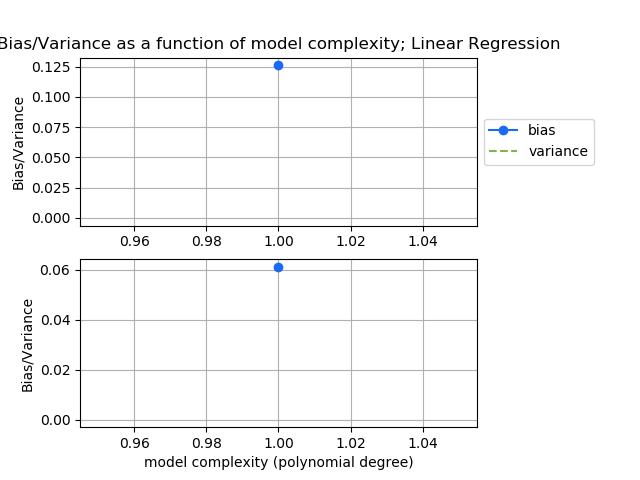 Bias/Variance as a function of model complexity; Linear Regression
0.125
0.100
0.075
0.050
0.025
0.000
Bias/Variance
0.96 0.98 1.00 1.02 1.04
bias
variance
0.06
0.04
0.02
0.00
Bias/Variance
0.96 0.98 1.00 1.02 1.04
model complexity (polynomial degree)